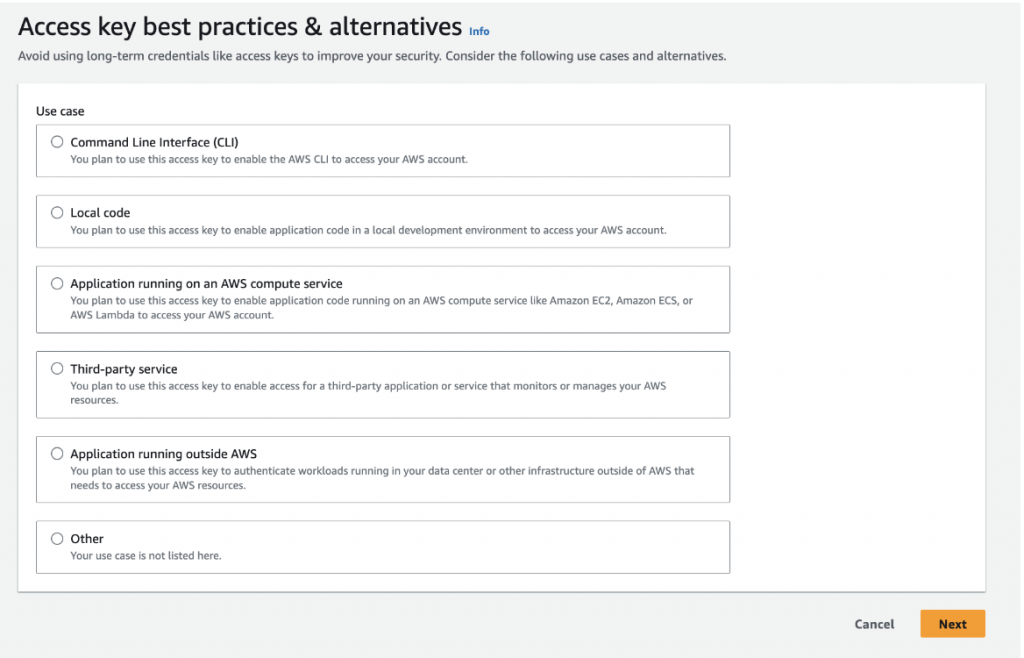 Access key best practices & alternatives Info
Avoid using long-term credentials like access keys to improve your security. Consider the following use cases and alternatives.
Use case
Command Line Interface (CLI)
You plan to use this access key to enable the AWS CLI to access your AWS account.
Local code
You plan to use this access key to enable application code in a local development environment to access your AWS account.
Application running on an AWS compute service
You plan to use this access key to enable application code running on an AWS compute service like Amazon EC2, Amazon ECS, or
AWS Lambda to access your AWS account.
Third-party service
You plan to use this access key to enable access for a third-party application or service that monitors or manages your AWS
resources.
Application running outside AWS
You plan to use this access key to authenticate workloads running in your data center or other infrastructure outside of AWS that
needs to access your AWS resources.
Other
Your use case is not listed here.
Cancel Next